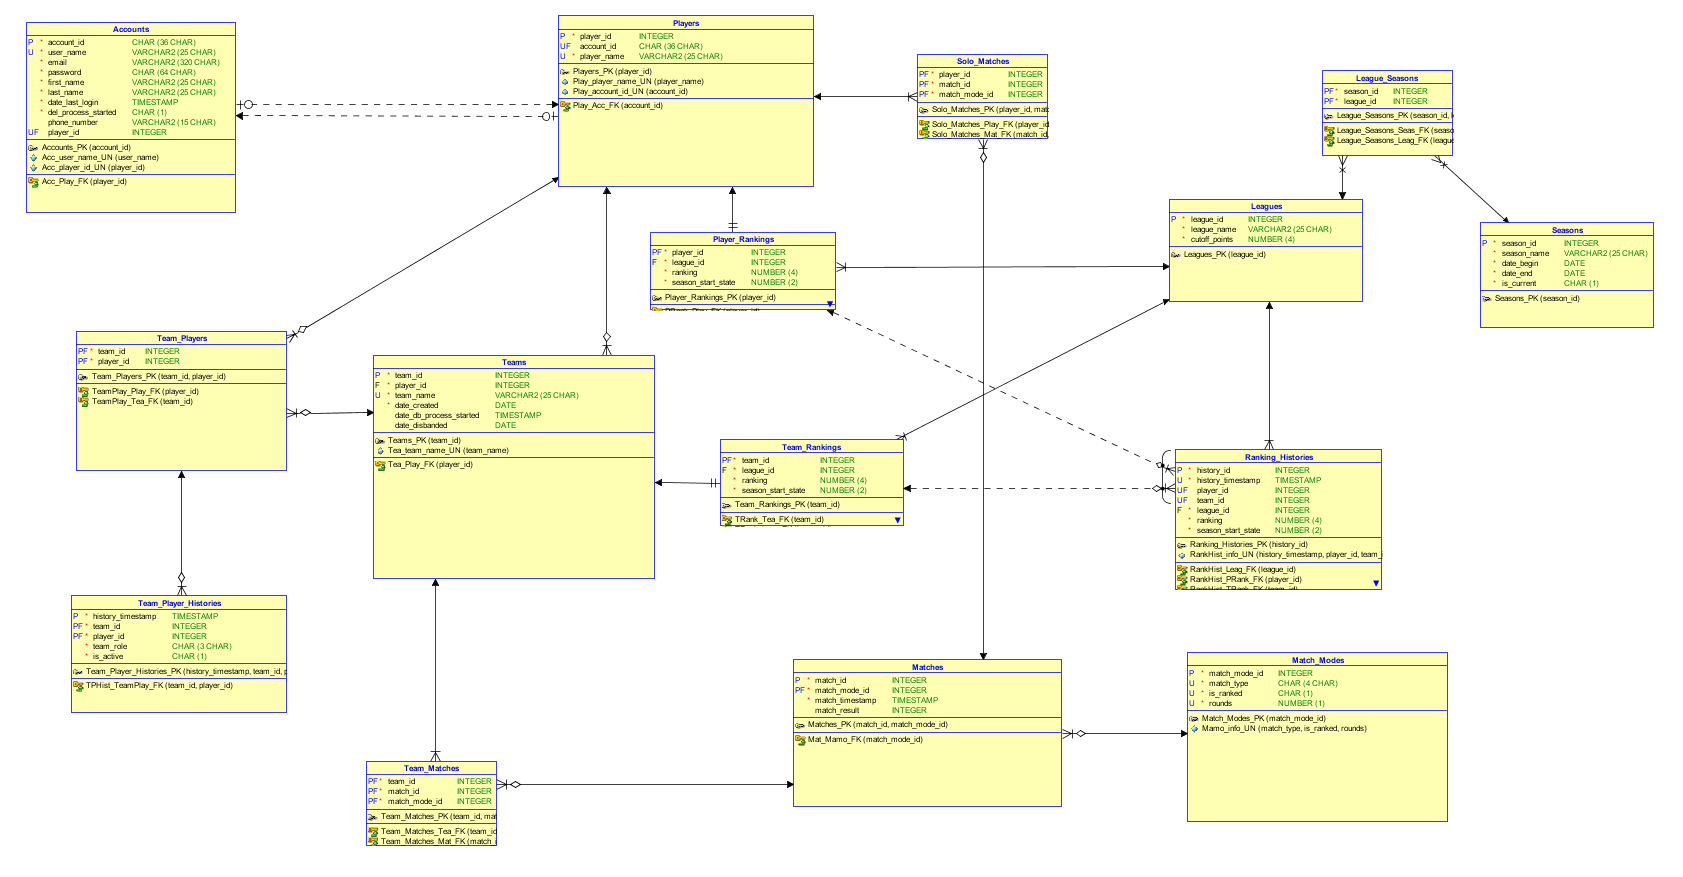 Accounts
P * account_id CHAR (36 CHAR)
U * user_name VARCHAR2 (25 CHAR)
* email VARCHAR2 (320 CHAR)
* password CHAR (64 CHAR)
* first_name VARCHAR2 (25 CHAR)
* last_name VARCHAR2 (25 CHAR)
* date_last_login TIMESTAMP
* del_process_started CHAR (1)
phone_number VARCHAR2 (15 CHAR)
UF player_id INTEGER
Accounts_PK (account_id)
Acc_user_name_UN (user_name)
Acc_player_id_UN (player_id)
Acc_Play_FK (player_id)
Players
P * player_id INTEGER
UF account_id CHAR (36 CHAR)
U * player_name VARCHAR2 (25 CHAR)
Players_PK (player_id)
Play_player_name_UN (player_name)
Play_account_id_UN (account_id)
Play_Acc_FK (account_id)
Solo_Matches
PF * player_id INTEGER
PF * match_id INTEGER
PF * match_mode_id INTEGER
Solo_Matches_PK (player_id, mat
Solo_Matches_Play_FK (player_id
Solo_Matches_Mat_FK (match_id,
League_Seasons
PF * season_id INTEGER
PF * league_id INTEGER
League_Seasons_PK (season_id, l
League_Seasons_Seas_FK (seaso
League_Seasons_Leag_FK (league
Leagues
P * league_id INTEGER
* league_name VARCHAR2 (25 CHAR)
* cutoff_points NUMBER (4)
Leagues_PK (league_id)
Seasons
P * season_id INTEGER
* season_name VARCHAR2 (25 CHAR)
* date_begin DATE
* date_end DATE
* is_current CHAR (1)
Seasons_PK (season_id)
Player_Rankings
PF * player_id INTEGER
F * league_id INTEGER
* ranking NUMBER (4)
* season_start_state NUMBER (2)
Player_Rankings_PK (player_id)
Team_Players
PF * team_id INTEGER
PF * player_id INTEGER
Team_Players_PK (team_id, player_id)
TeamPlay_Play_FK (player_id)
TeamPlay_Tea_FK (team_id)
Teams
P * team_id INTEGER
F * player_id INTEGER
U * team_name VARCHAR2 (25 CHAR)
* date_created DATE
date_db_process_started TIMESTAMP
date_disbanded DATE
Teams_PK (team_id)
Tea_team_name_UN (team_name)
Tea_Play_FK (player_id)
Team_Rankings
PF * team_id INTEGER
F * league_id INTEGER
* ranking NUMBER (4)
* season_start_state NUMBER (2)
Team_Rankings_PK (team_id)
TRank_Tea_FK (team_id)
Ranking_Histories
P * history_id INTEGER
U * history_timestamp TIMESTAMP
UF player_id INTEGER
UF team_id INTEGER
F * league_id INTEGER
* ranking NUMBER (4)
* season_start_state NUMBER (2)
Ranking_Histories_PK (history_id)
RankHist_info_UN (history_timestamp, player_id, team_i
RankHist_Leag_FK (league_id)
RankHist_PRank_FK (player_id)
RankHist_TRank_FK (team_id)
Team_Player_Histories
P * history_timestamp TIMESTAMP
PF * team_id INTEGER
PF * player_id INTEGER
* team_role CHAR (3 CHAR)
* is_active CHAR (1)
Team_Player_Histories_PK (history_timestamp, team_id, p
TPHist_TeamPlay_FK (team_id, player_id)
Matches
P * match_id INTEGER
PF * match_mode_id INTEGER
* match_timestamp TIMESTAMP
match_result INTEGER
Matches_PK (match_id, match_mode_id)
Mat_Mamo_FK (match_mode_id)
Match_Modes
P * match_mode_id INTEGER
U * match_type CHAR (4 CHAR)
U * is_ranked CHAR (1)
U * rounds NUMBER (1)
Match_Modes_PK (match_mode_id)
Mamo_info_UN (match_type, is_ranked, rounds)
Team_Matches
PF * team_id INTEGER
PF * match_id INTEGER
PF * match_mode_id INTEGER
Team_Matches_PK (team_id, mat
Team_Matches_Tea_FK (team_id
Team_Matches_Mat_FK (match_i